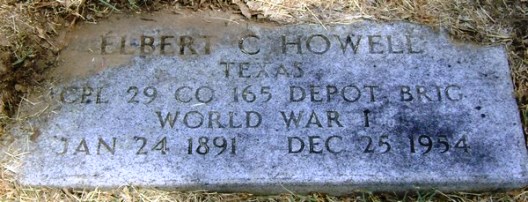 ELBERT C HOWELL
TEXAS
CPL 29 CO 165 DEPOT BRIG
WORLD WAR I
JAN 24 1891 DEC 25 1954